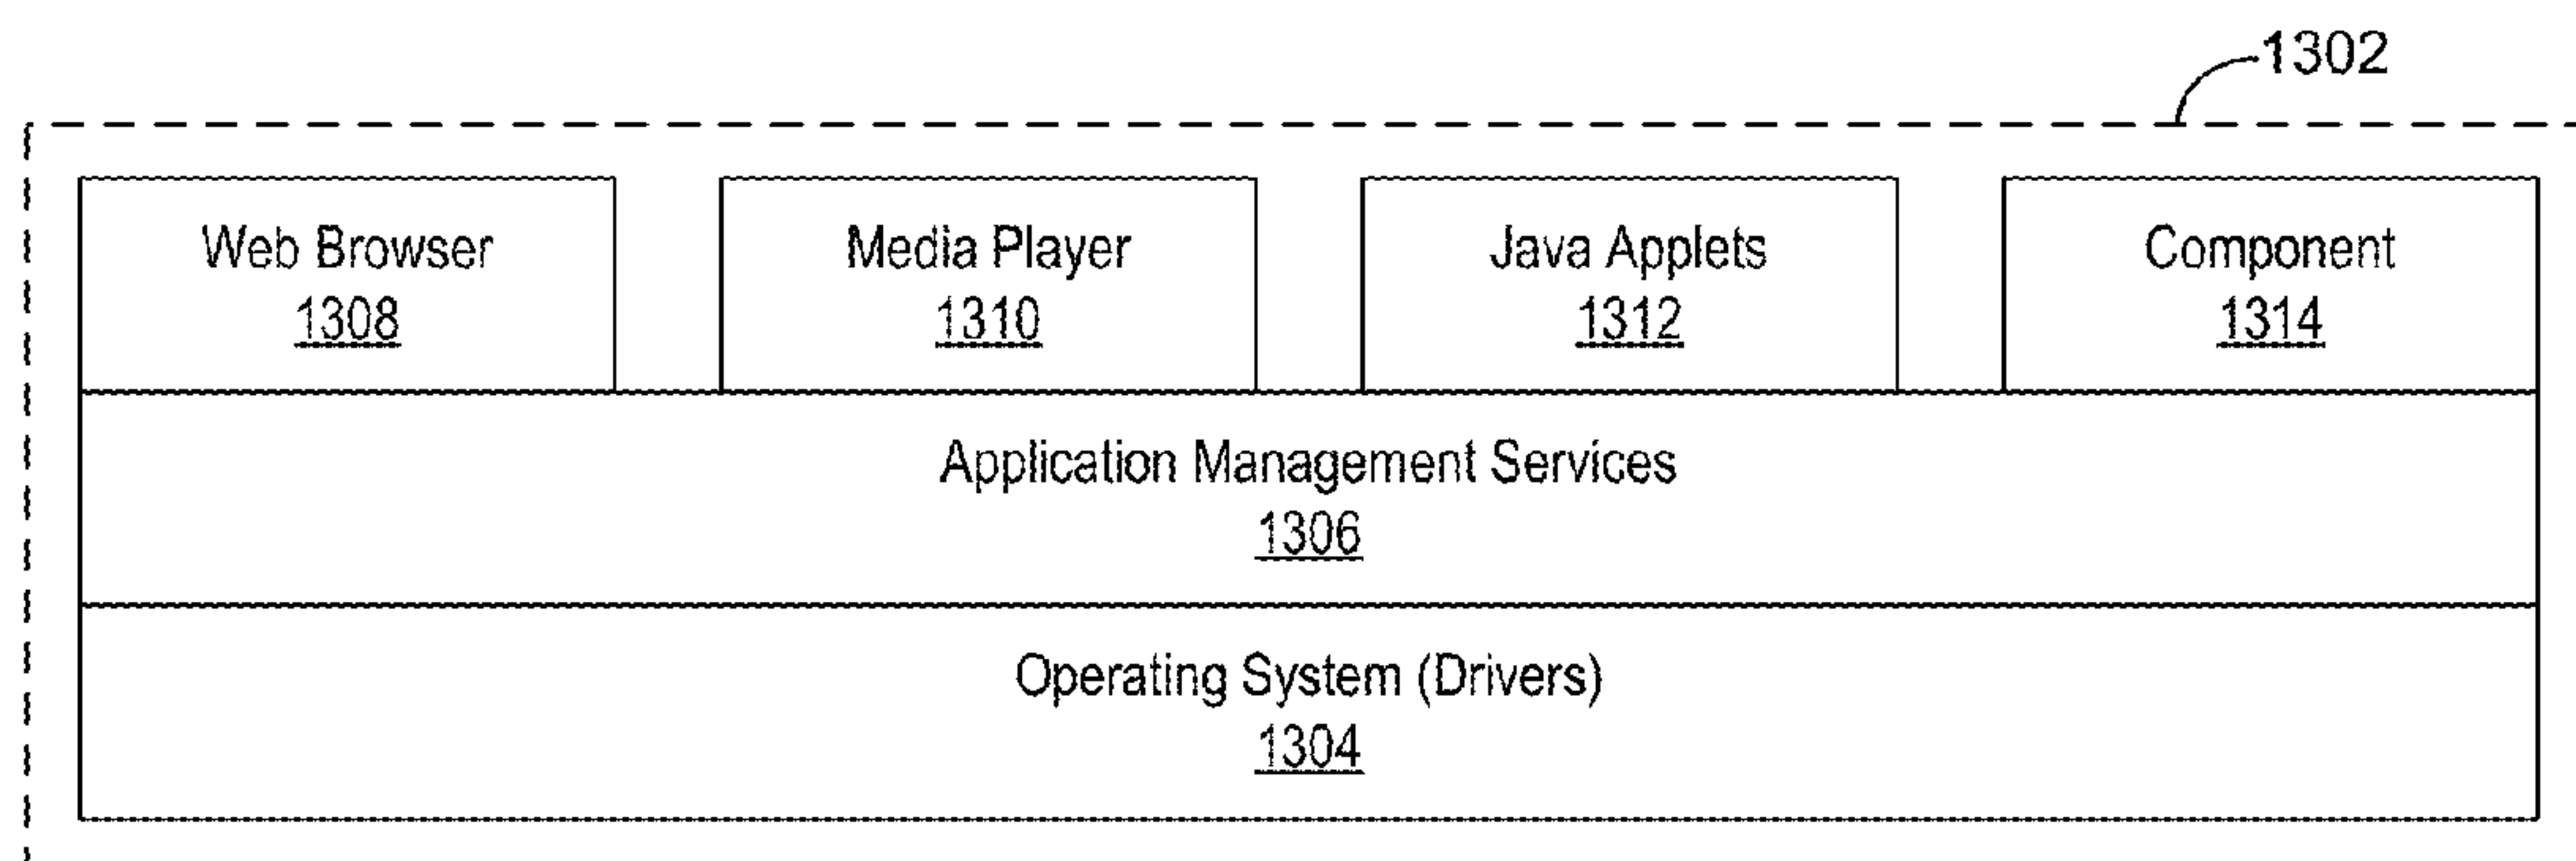 1302
Web Browser
1308
Media Player
1310
Java Applets
1312
Component
1314
Application Management Services
1306
Operating System (Drivers)
1304